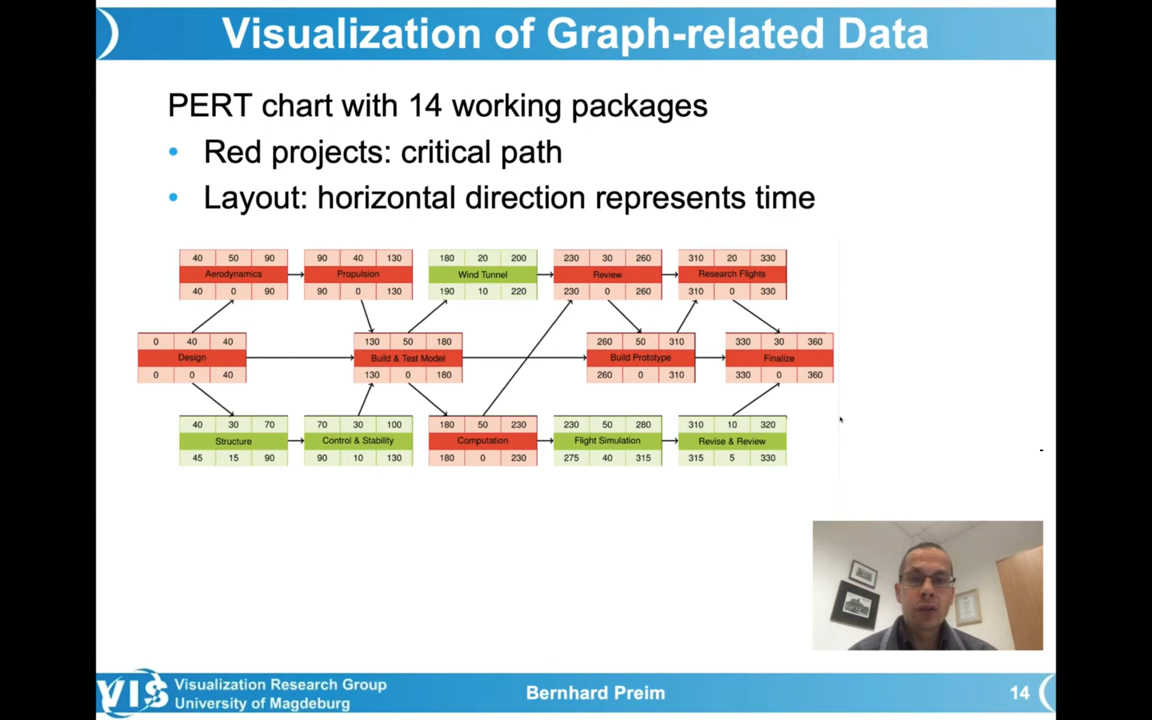 Visualization of Graph-related Data
PERT chart with 14 working packages
• Red projects: critical path
• Layout: horizontal direction represents time
40 50 90
Aerodynamics
40 0 90
90 40 130
Propulsion
90 0 130
180 20 200
Wind Tunnel
190 10 220
230 30 260
Review
230 0 260
310 20 330
Research Flights
310 0 330
0 40 40
Design
0 0 40
130 50 180
Build & Test Model
130 0 180
260 50 310
Build Prototype
260 0 310
330 30 360
Finalize
330 0 360
40 30 70
Structure
45 15 90
70 30 100
Control & Stability
90 10 130
180 50 230
Computation
180 0 230
230 50 280
Flight Simulation
275 40 315
310 10 320
Revise & Review
315 5 330
VIS
Visualization Research Group
University of Magdeburg
Bernhard Preim
14